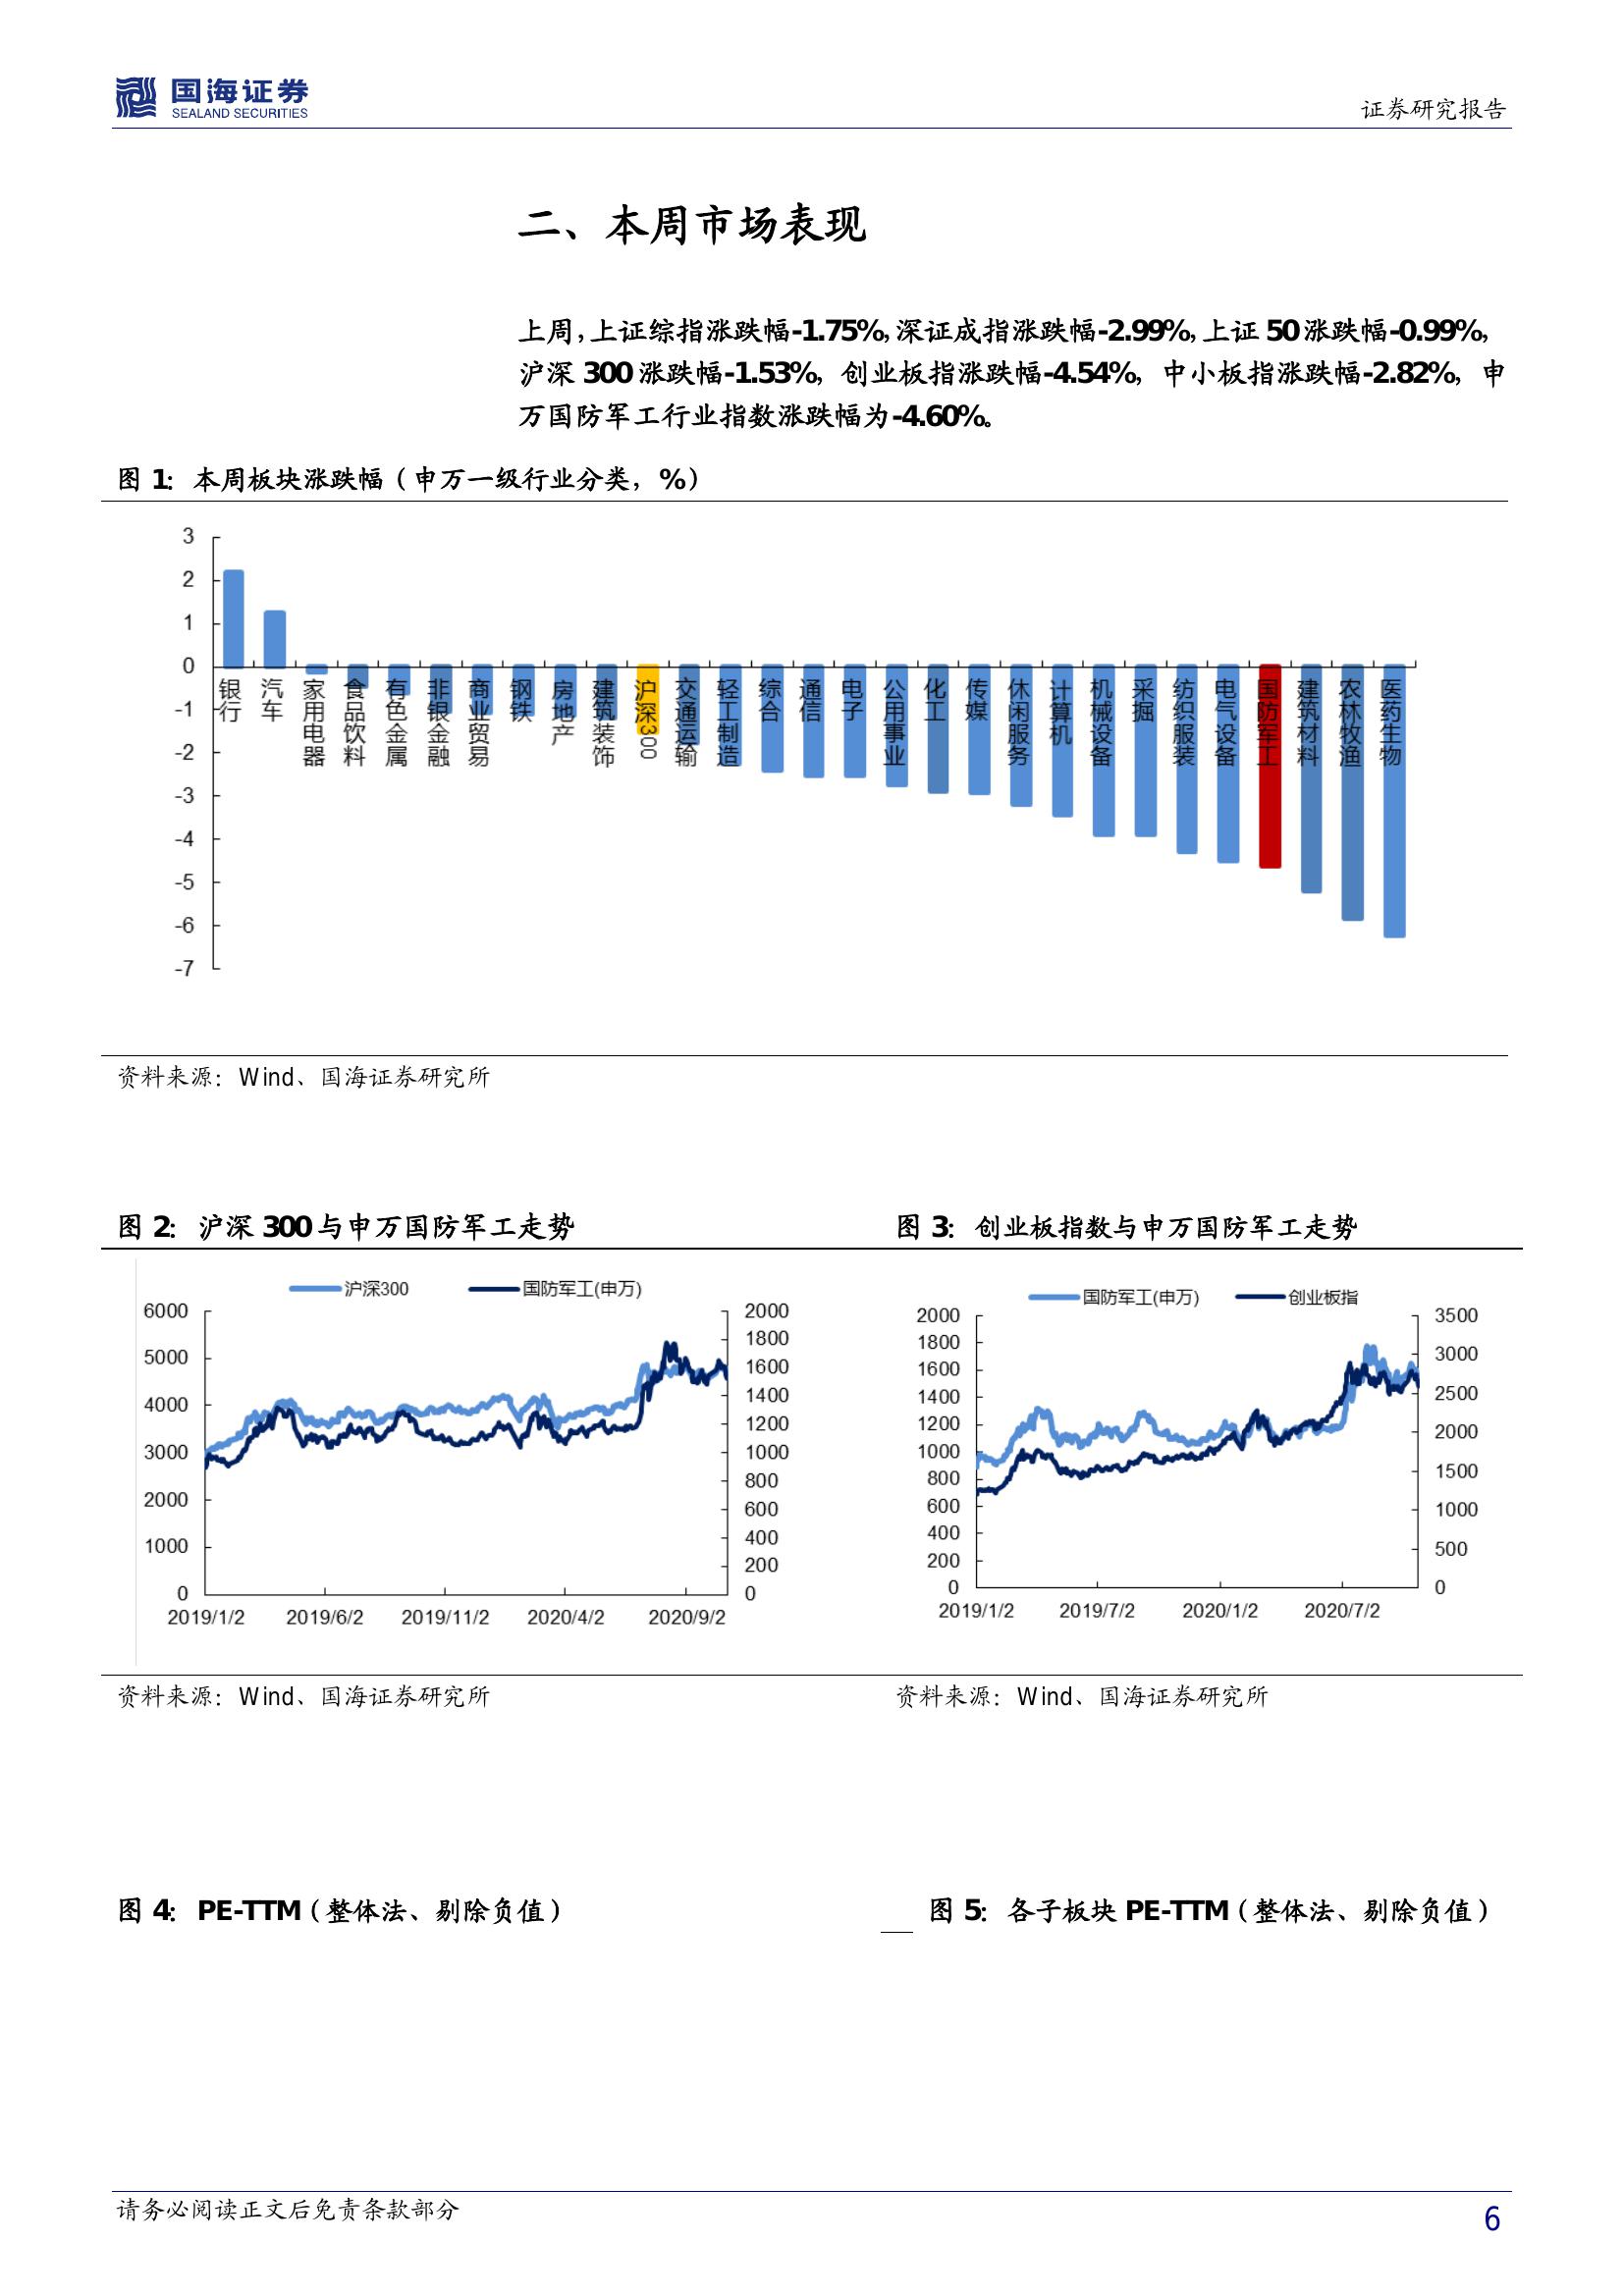 国海证券
SEALAND SECURITIES
证券研究报告
二、本周市场表现
上周，上证综指涨跌幅-1.75%，深证成指涨跌幅-2.99%，上证 50 涨跌幅-0.99%，
沪深 300 涨跌幅-1.53%，创业板指涨跌幅-4.54%，中小板指涨跌幅-2.82%，申
万国防军工行业指数涨跌幅为-4.60%。
图 1：本周板块涨跌幅（申万一级行业分类，%）
3
2
1
0
-1
-2
-3
-4
-5
-6
-7
银行
汽车
家用电器
食品饮料
有色金属
非银金融
商业贸易
钢铁
房地产
建筑装饰
沪深300
交通运输
轻工制造
综合
通信
电子
公用事业
化工
传媒
休闲服务
计算机
机械设备
采掘
纺织服装
电气设备
国防军工
建筑材料
农林牧渔
医药生物
资料来源：Wind、国海证券研究所
图 2：沪深 300 与申万国防军工走势
沪深300 国防军工(申万)
6000
5000
4000
3000
2000
1000
0
2000
1800
1600
1400
1200
1000
800
600
400
200
0
2019/1/2 2019/6/2 2019/11/2 2020/4/2 2020/9/2
资料来源：Wind、国海证券研究所
图 3：创业板指数与申万国防军工走势
国防军工(申万) 创业板指
2000
1800
1600
1400
1200
1000
800
600
400
200
0
3500
3000
2500
2000
1500
1000
500
0
2019/1/2 2019/7/2 2020/1/2 2020/7/2
资料来源：Wind、国海证券研究所
图 4：PE-TTM（整体法、剔除负值）
图 5：各子板块 PE-TTM（整体法、剔除负值）
请务必阅读正文后免责条款部分
6